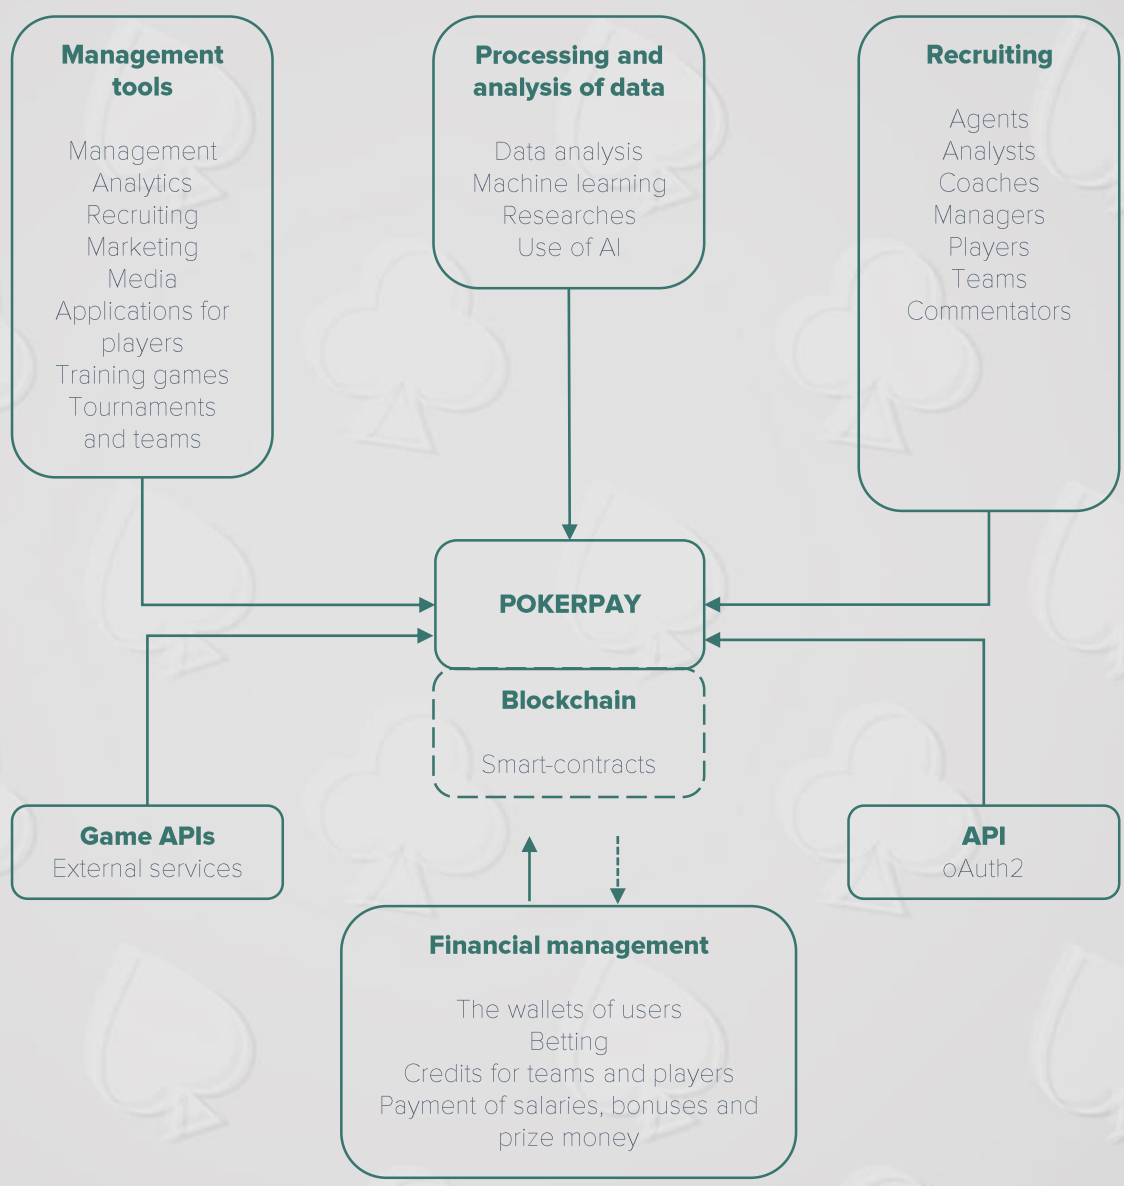 Management
tools
Management
Analytics
Recruiting
Marketing
Media
Applications for
players
Training games
Tournaments
and teams
Processing and
analysis of data
Data analysis
Machine learning
Researches
Use of AI
Recruiting
Agents
Analysts
Coaches
Managers
Players
Teams
Commentators
POKERPAY
Blockchain
Smart-contracts
Game APIs
External services
API
oAuth2
Financial management
The wallets of users
Betting
Credits for teams and players
Payment of salaries, bonuses and
prize money